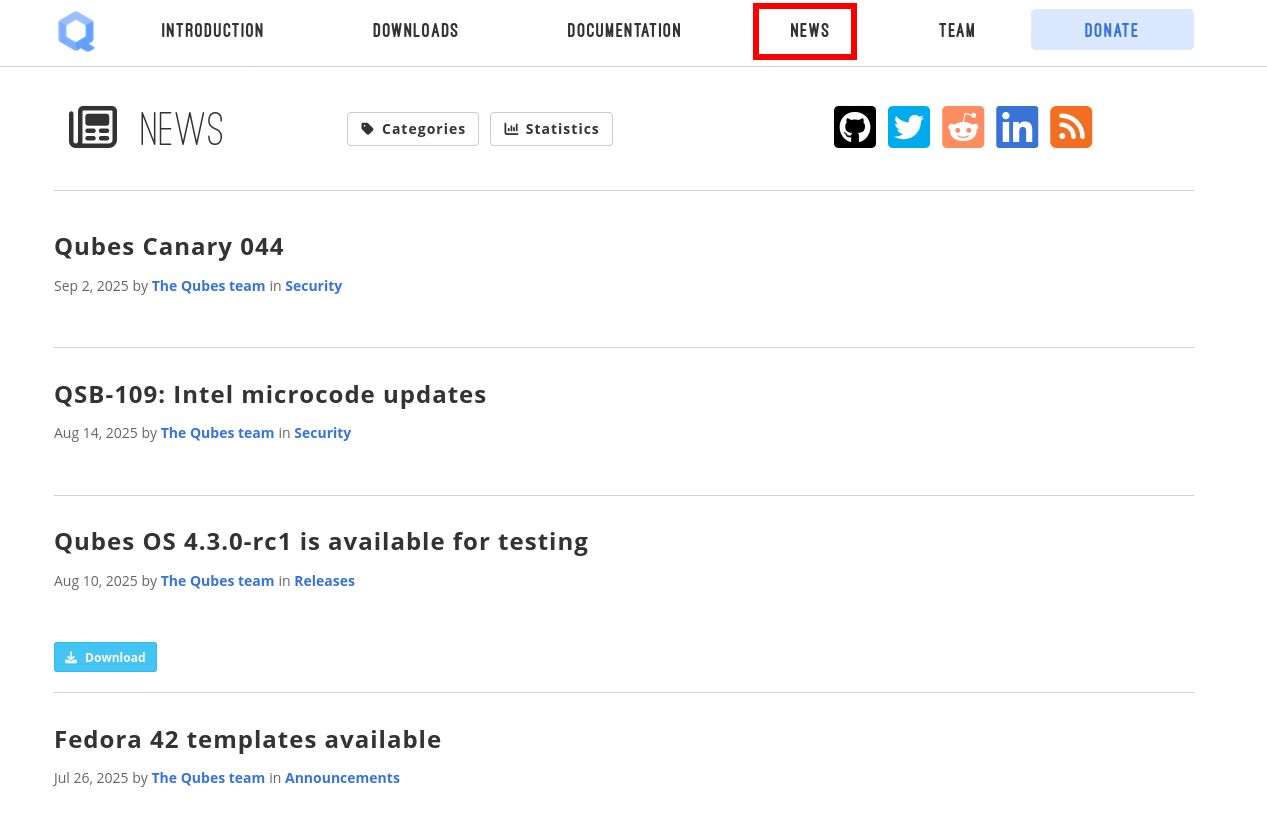 INTRODUCTION DOWNLOADS DOCUMENTATION NEWS TEAM DONATE
NEWS Categories Statistics
Qubes Canary 044
Sep 2, 2025 by The Qubes team in Security
QSB-109: Intel microcode updates
Aug 14, 2025 by The Qubes team in Security
Qubes OS 4.3.0-rc1 is available for testing
Aug 10, 2025 by The Qubes team in Releases
Download
Fedora 42 templates available
Jul 26, 2025 by The Qubes team in Announcements